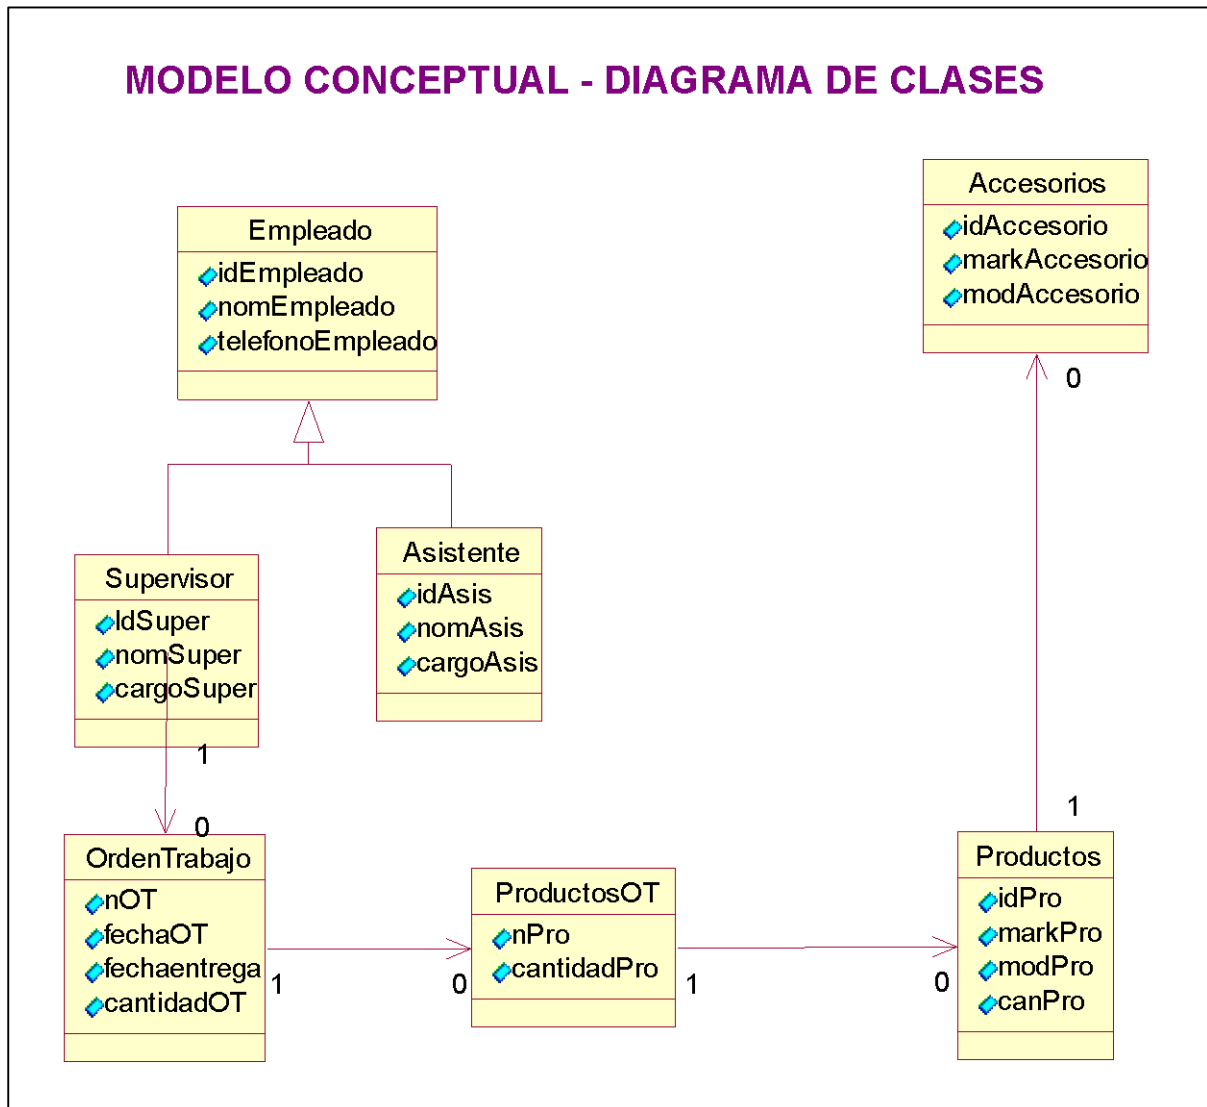 MODELO CONCEPTUAL - DIAGRAMA DE CLASES
Empleado
idEmpleado
nomEmpleado
telefonoEmpleado
Accesorios
idAccesorio
markAccesorio
modAccesorio
0
Supervisor
IdSuper
nomSuper
cargoSuper
1
Asistente
idAsis
nomAsis
cargoAsis
0
OrdenTrabajo
nOT
fechaOT
fechaentrega
cantidadOT
1
0
ProductosOT
nPro
cantidadPro
1
0
1
Productos
idPro
markPro
modPro
canPro